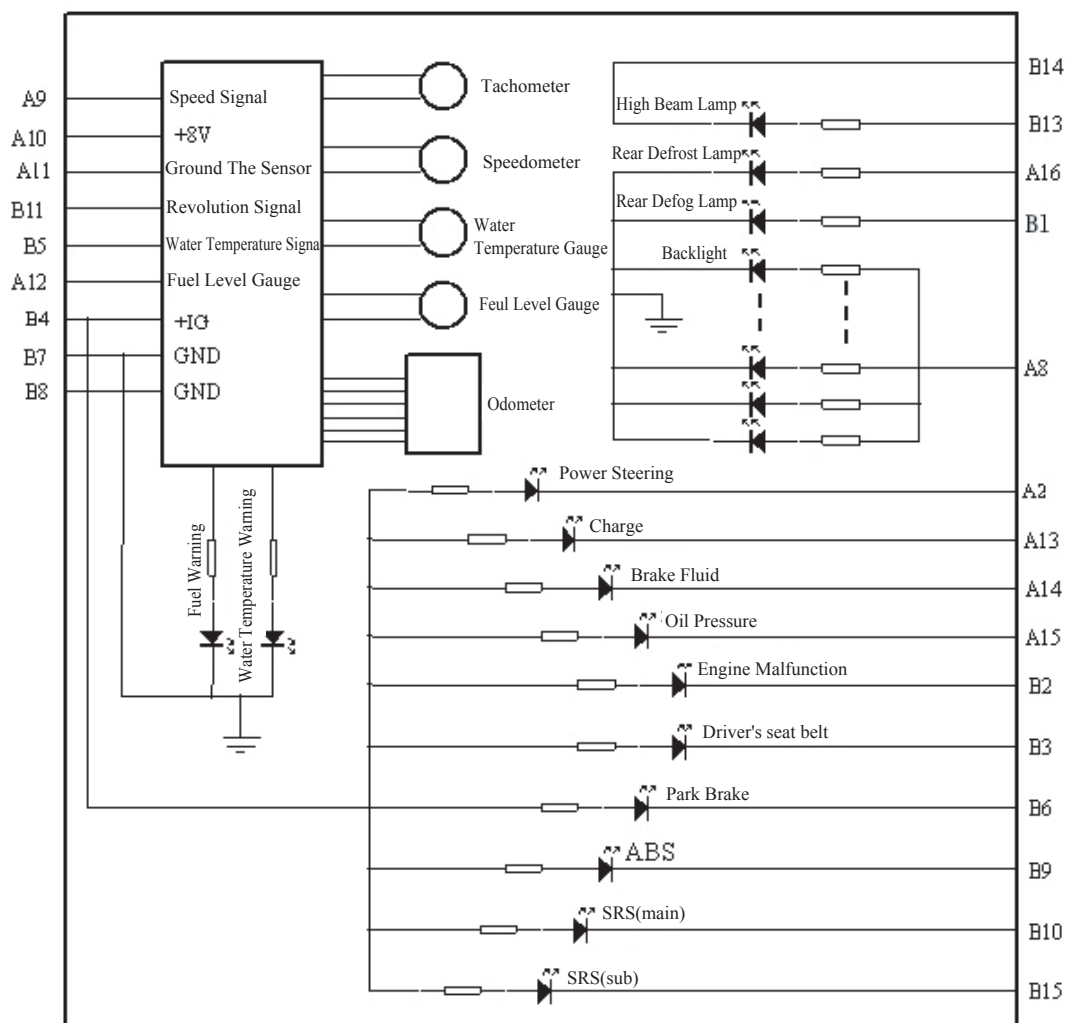 A9
A10
A11
B11
B5
A12
B4
B7
B8
Speed Signal
+8V
Ground The Sensor
Revolution Signal
Water Temperature Signa
Fuel Level Gauge
+IG
GND
GND
Tachometer
Speedometer
Water
Temperature Gauge
Feul Level Gauge
Odometer
Fuel Warning
Water Temperature Warning
High Beam Lamp
Rear Defrost Lamp
Rear Defog Lamp
Backlight
B14
B13
A16
B1
A8
Power Steering
A2
Charge
A13
Brake Fluid
A14
Oil Pressure
A15
Engine Malfunction
B2
Driver's seat belt
B3
Park Brake
B6
ABS
B9
SRS(main)
B10
SRS(sub)
B15